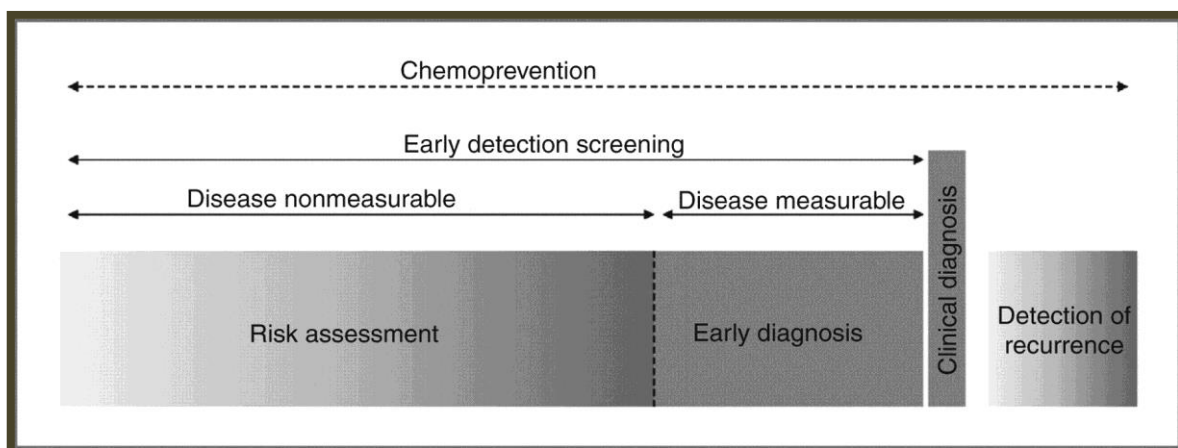 Chemoprevention
Early detection screening
Disease nonmeasurable
Disease measurable
Risk assessment
Early diagnosis
Clinical diagnosis
Detection of
recurrence